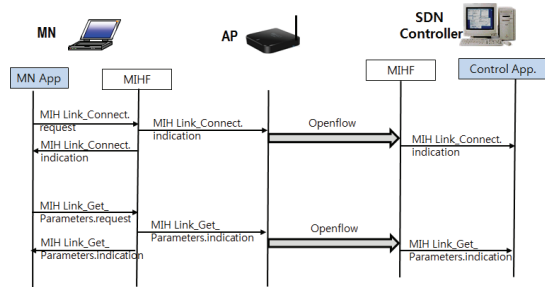 MN
AP
SDN
Controller
MN App
MIHF
MIHF
Control App.
MIH Link_Connect.
request
MIH Link_Connect.
indication
Openflow
MIH Link_Connect.
indication
MIH Link_Connect.
indication
MIH Link_Get_
Parameters.request
MIH Link_Get_
Parameters.indication
Openflow
MIH Link_Get_
Parameters.indication
MIH Link_Get_
Parameters.indication